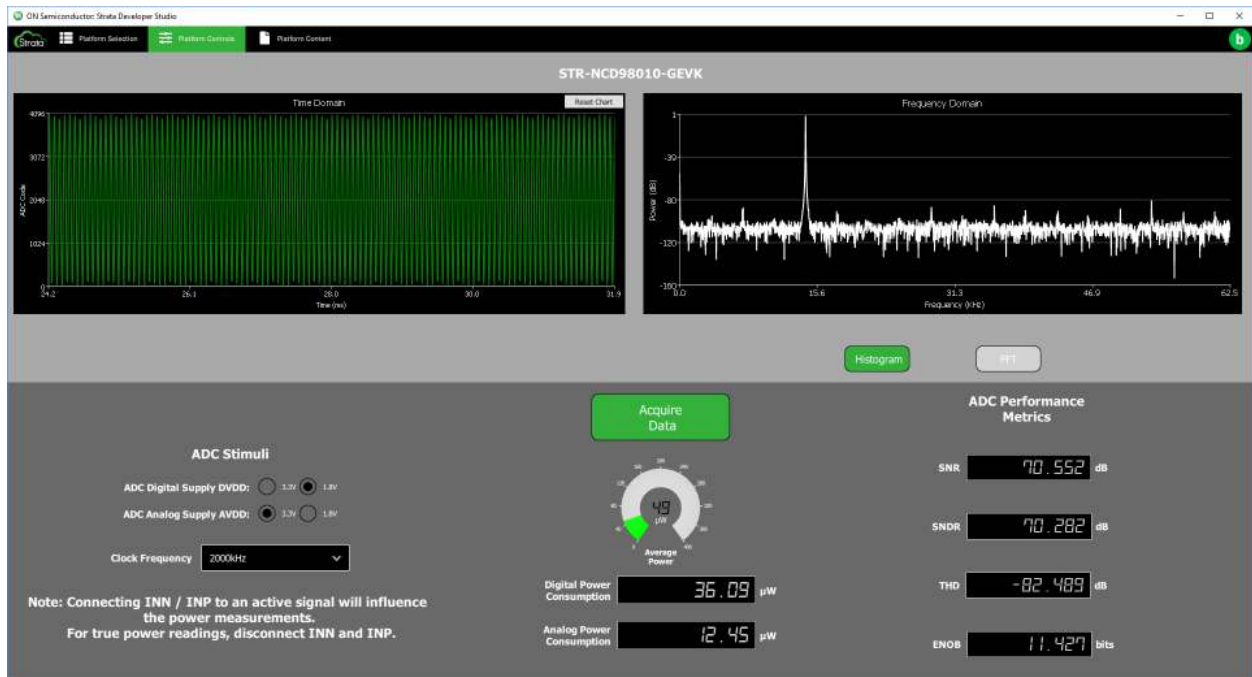 ON Semiconductor: Strata Developer Studio
Strata
Platform Selection
Platform Controls
Platform Content
b
STR-NCD98010-GEVK
Time Domain
Reset Chart
ADC Code
4096
3072
2048
1024
0
24.2
26.1
28.0
30.0
31.9
Time (ms)
Frequency Domain
Power (dB)
1
-39
-80
-120
-160
0.0
15.6
31.3
46.9
62.5
Frequency (KHz)
Histogram
FFT
ADC Stimuli
ADC Digital Supply DVDD: 3.3V 1.8V
ADC Analog Supply AVDD: 3.3V 1.8V
Clock Frequency 2000kHz
Note: Connecting INN / INP to an active signal will influence
the power measurements.
For true power readings, disconnect INN and INP.
Acquire
Data
49
µW
Average
Power
Digital Power
Consumption
36.09 µW
Analog Power
Consumption
12.45 µW
ADC Performance
Metrics
SNR 70.552 dB
SNDR 70.282 dB
THD -82.489 dB
ENOB 11.427 bits